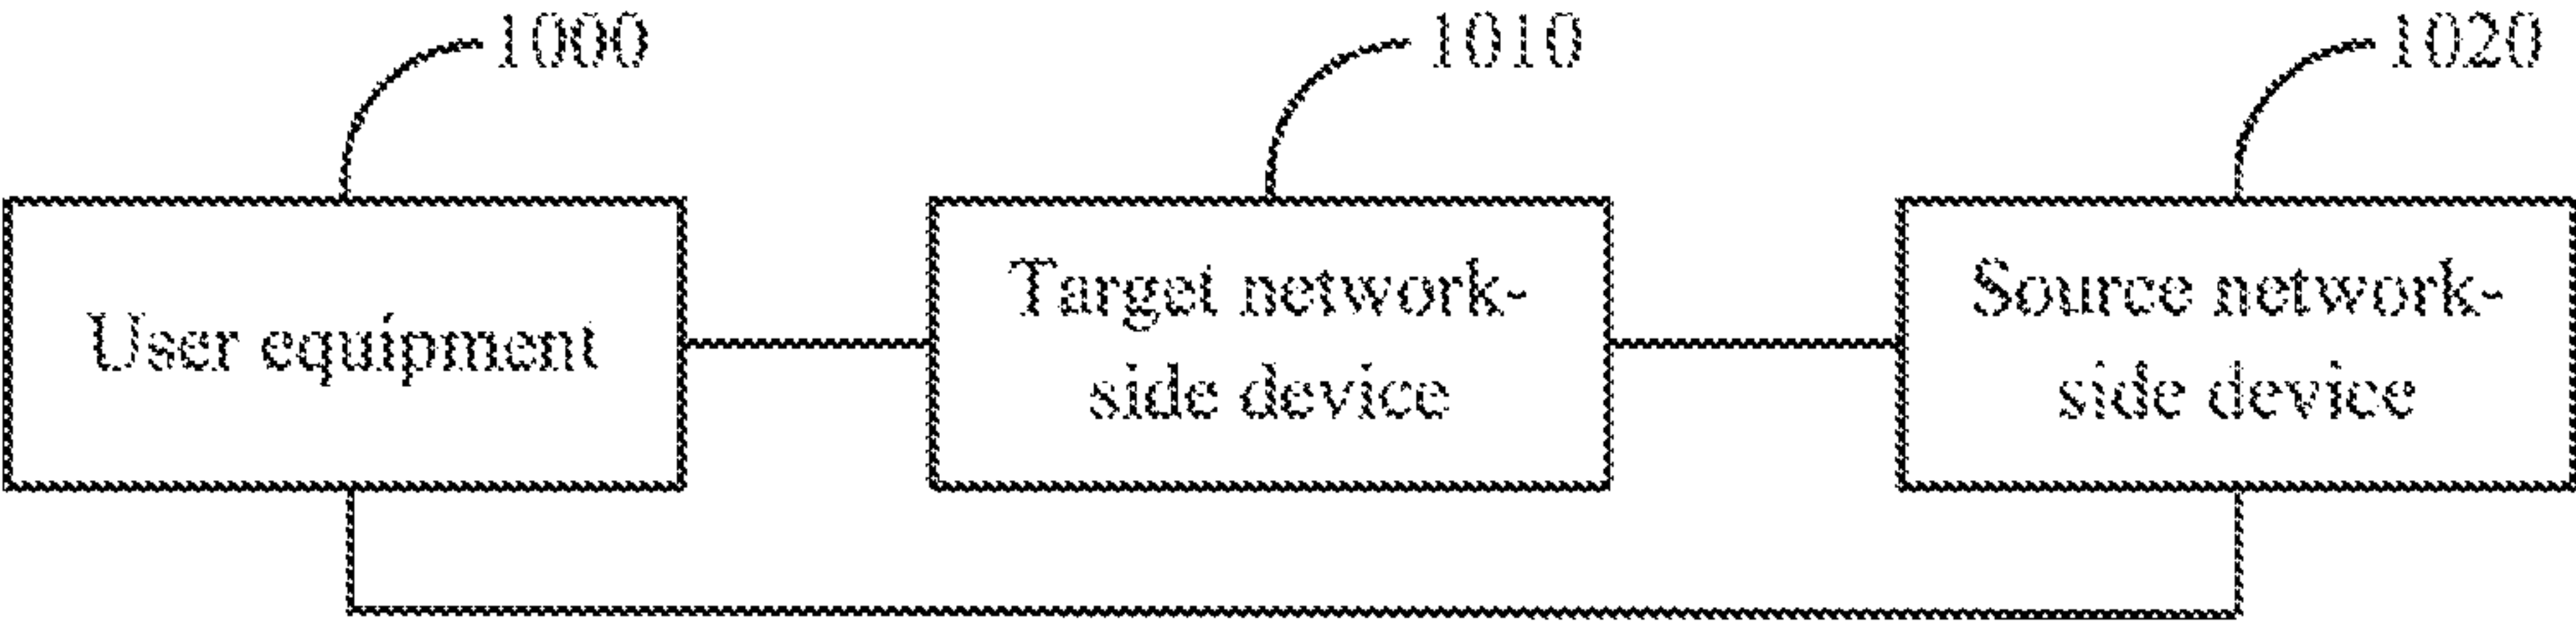 1000
1010
1020
User equipment
Target network-
side device
Source network-
side device